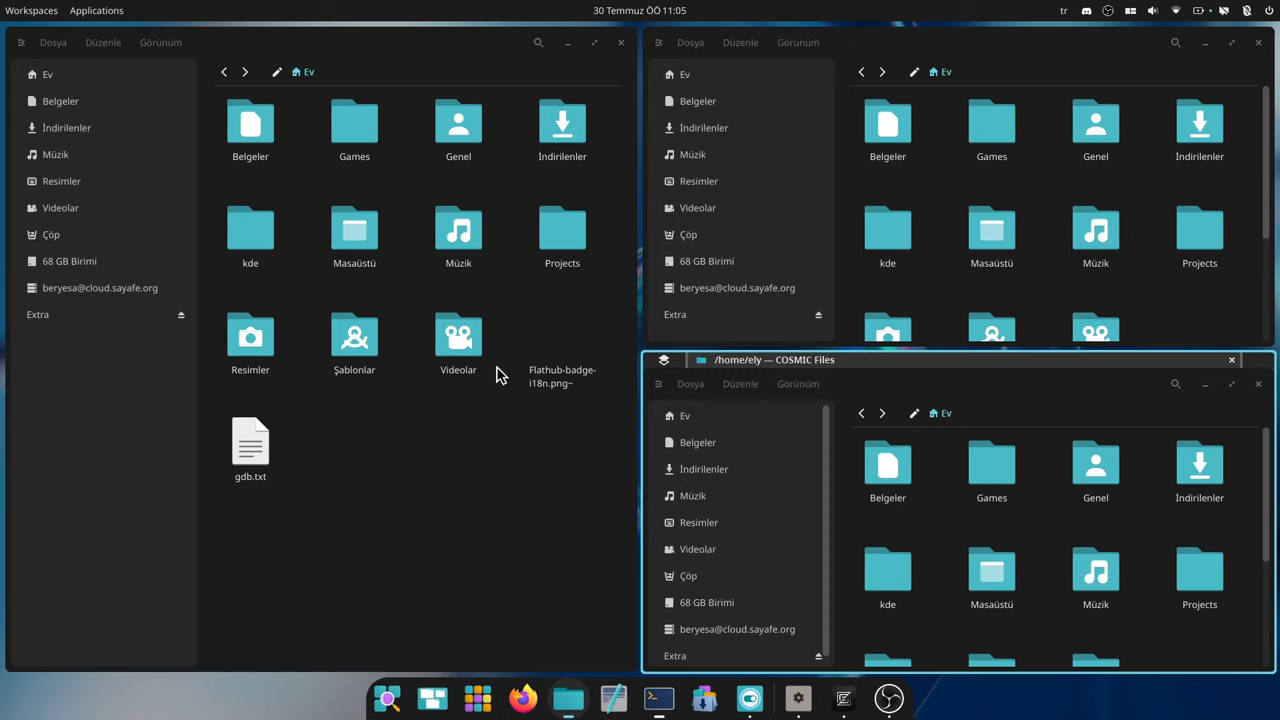 Workspaces Applications 30 Temmuz ÖÖ 11:05 tr
Dosya Düzenle Görünüm
Ev
Belgeler
İndirilenler
Müzik
Resimler
Videolar
Çöp
68 GB Birimi
beryesa@cloud.sayafe.org
Extra
Ev
Belgeler Games Genel İndirilenler
kde Masaüstü Müzik Projects
Resimler Şablonlar Videolar Flathub-badge-
i18n.png~
gdb.txt
Dosya Düzenle Görünüm
Ev
Belgeler
İndirilenler
Müzik
Resimler
Videolar
Çöp
68 GB Birimi
beryesa@cloud.sayafe.org
Extra
Ev
Belgeler Games Genel İndirilenler
kde Masaüstü Müzik Projects
/home/ely — COSMIC Files
Dosya Düzenle Görünüm
Ev
Belgeler
İndirilenler
Müzik
Resimler
Videolar
Çöp
68 GB Birimi
beryesa@cloud.sayafe.org
Extra
Ev
Belgeler Games Genel İndirilenler
kde Masaüstü Müzik Projects